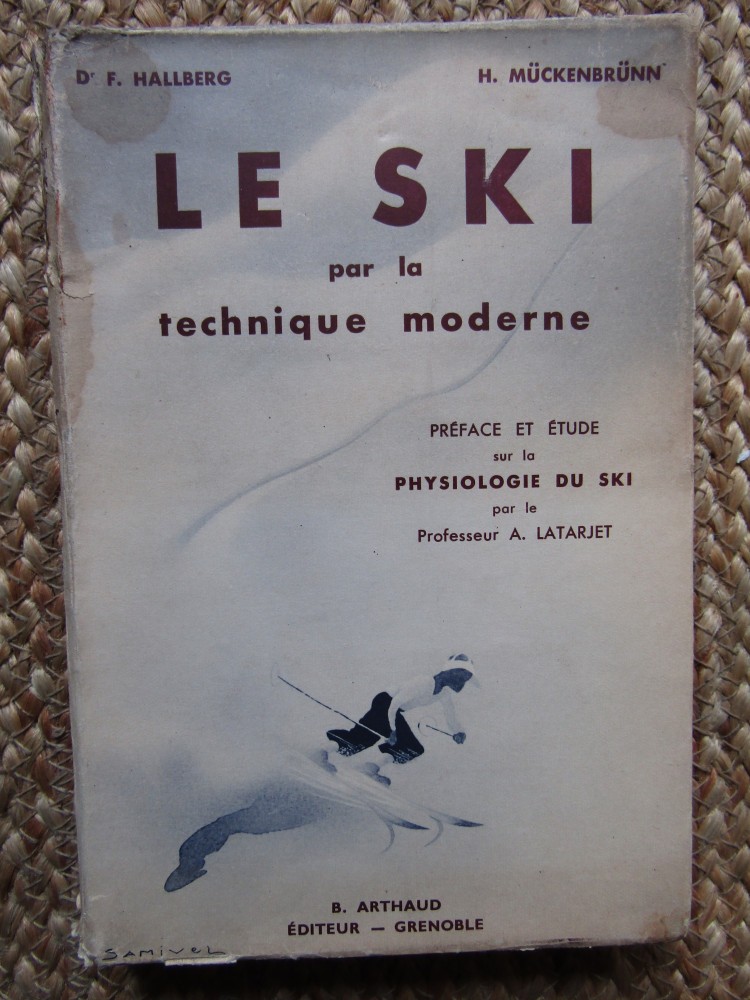 Dr F. HALLBERG
H. MÜCKENBRÜNN
LE SKI
par la
technique moderne
PRÉFACE ET ÉTUDE
sur la
PHYSIOLOGIE DU SKI
par le
Professeur A. LATARJET
B. ARTHAUD
ÉDITEUR — GRENOBLE
SAMIVEL